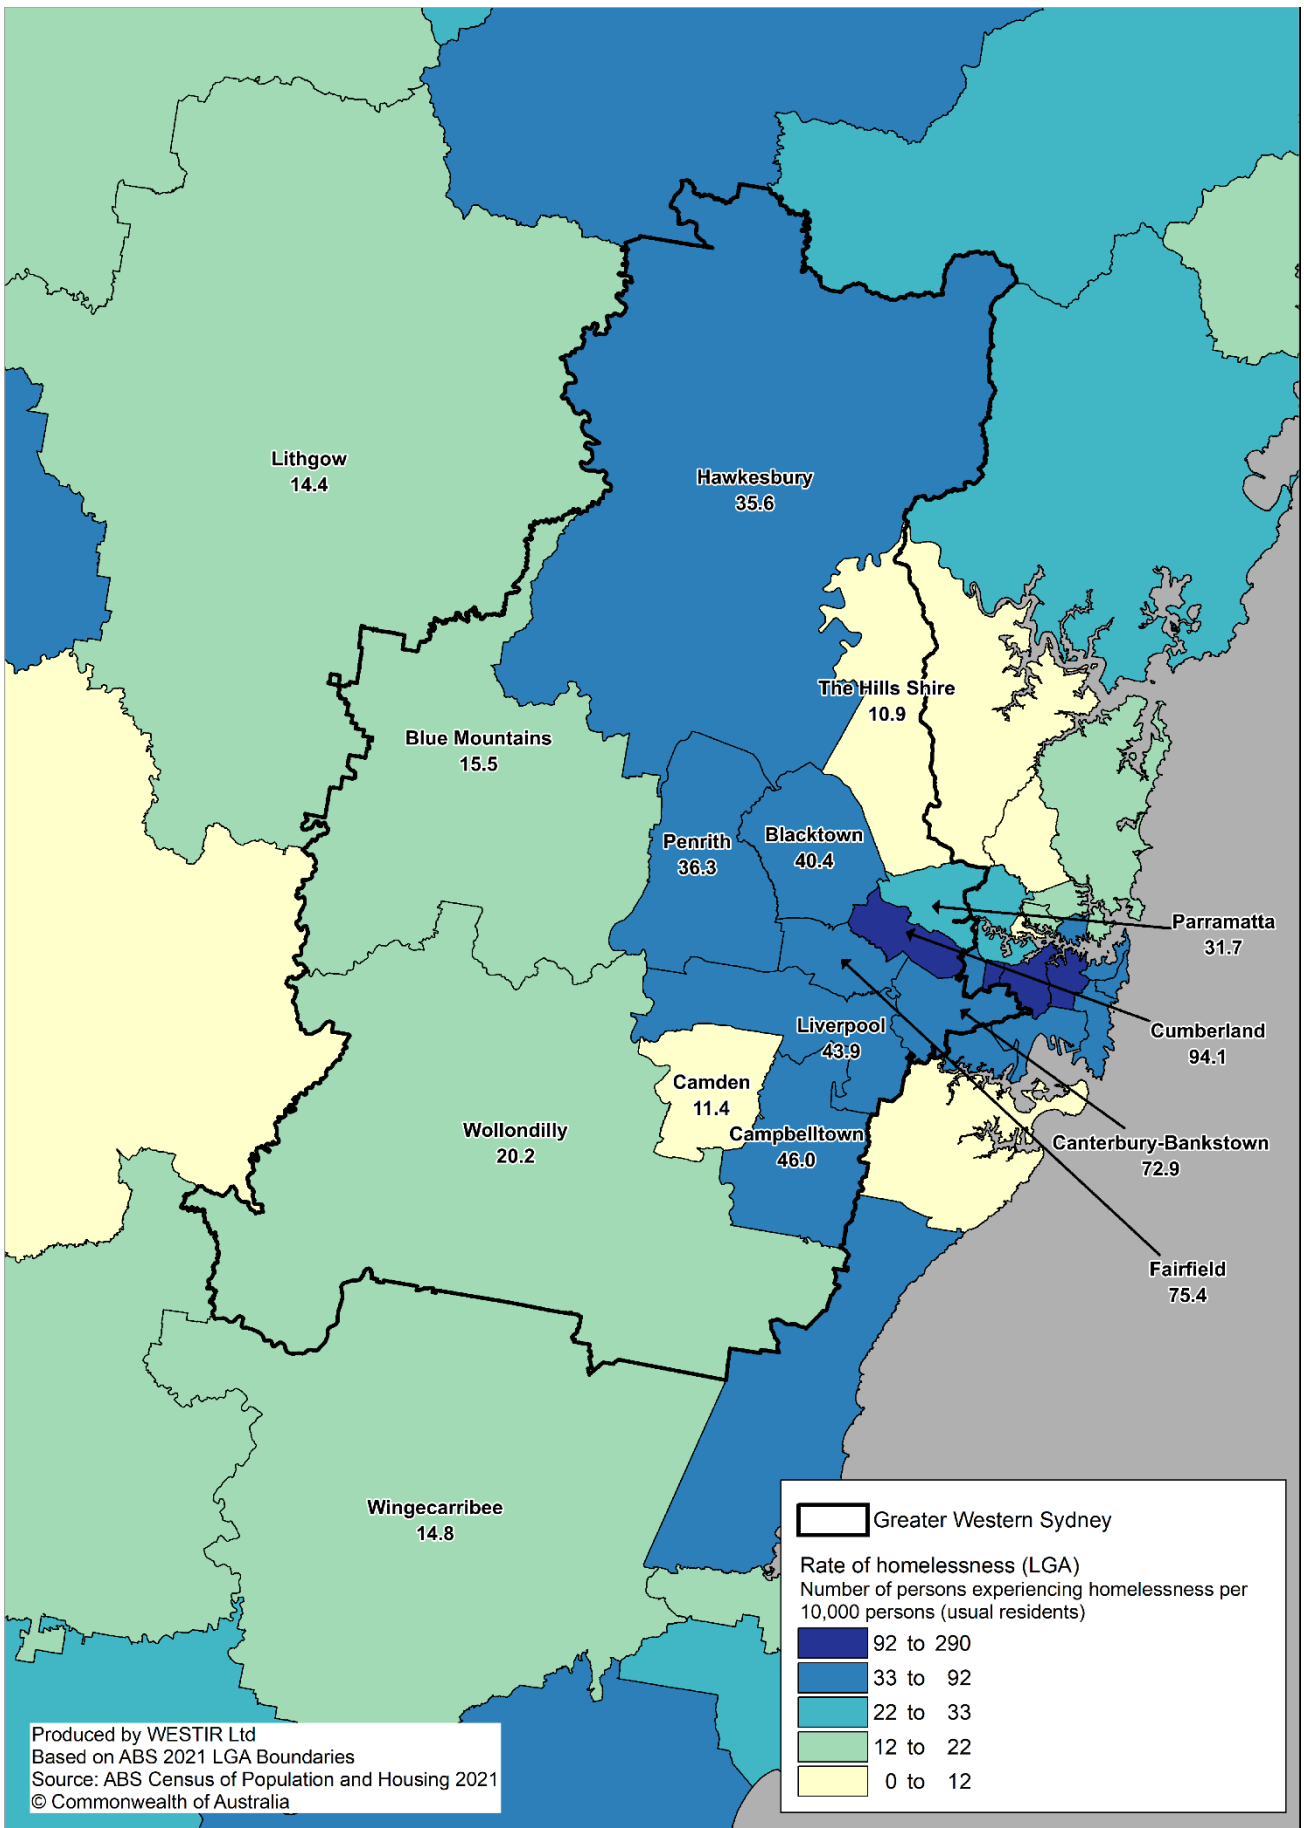 Lithgow
14.4
Hawkesbury
35.6
The Hills Shire
10.9
Blue Mountains
15.5
Penrith
36.3
Blacktown
40.4
Parramatta
31.7
Cumberland
94.1
Liverpool
43.9
Camden
11.4
Wollondilly
20.2
Campbelltown
46.0
Canterbury-Bankstown
72.9
Fairfield
75.4
Wingecarribee
14.8
Greater Western Sydney
Rate of homelessness (LGA)
Number of persons experiencing homelessness per
10,000 persons (usual residents)
92 to 290
33 to 92
22 to 33
12 to 22
0 to 12
Produced by WESTIR Ltd
Based on ABS 2021 LGA Boundaries
Source: ABS Census of Population and Housing 2021
© Commonwealth of Australia